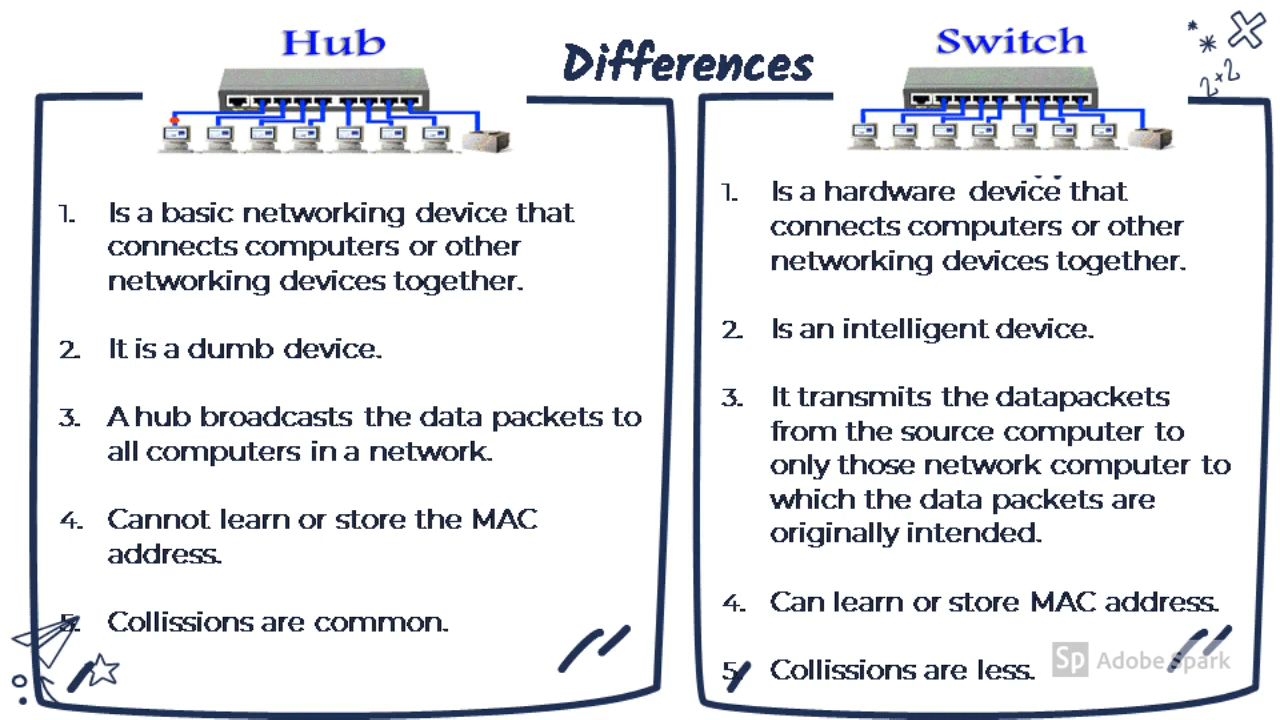 Hub
Differences
Switch
2×2
1. Is a basic networking device that
connects computers or other
networking devices together.
2. It is a dumb device.
3. A hub broadcasts the data packets to
all computers in a network.
4. Cannot learn or store the MAC
address.
5. Collissions are common.
1. Is a hardware device that
connects computers or other
networking devices together.
2. Is an intelligent device.
3. It transmits the datapackets
from the source computer to
only those network computer to
which the data packets are
originally intended.
4. Can learn or store MAC address.
5. Collissions are less.
Sp Adobe Spark